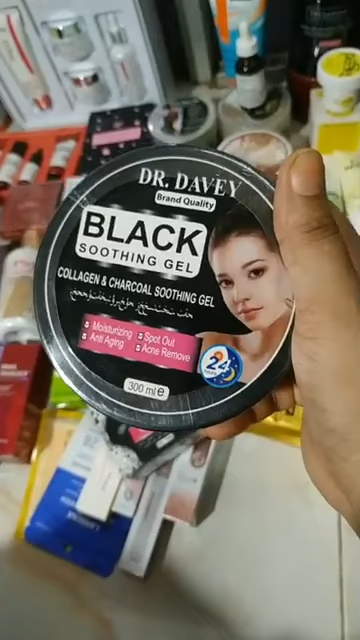 DR. DAVEY
Brand Quality
BLACK
SOOTHING GEL
COLLAGEN & CHARCOAL SOOTHING GEL
Moisturizing
Anti Aging
Spot Out
Acne Remove
24
300 ml e